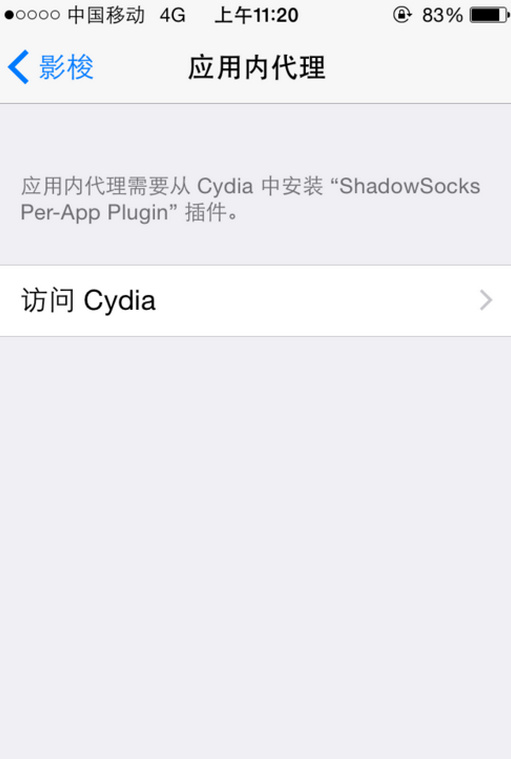 中国移动 4G 上午11:20 83%
影梭 应用内代理
应用内代理需要从 Cydia 中安装 “ShadowSocks
Per-App Plugin” 插件。
访问 Cydia